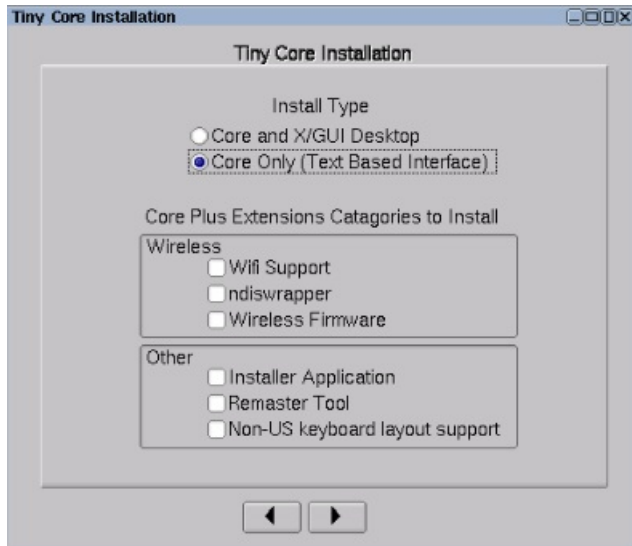 Tiny Core Installation
Tiny Core Installation
Install Type
Core and X/GUI Desktop
Core Only (Text Based Interface)
Core Plus Extensions Catagories to Install
Wireless
Wifi Support
ndiswrapper
Wireless Firmware
Other
Installer Application
Remaster Tool
Non-US keyboard layout support